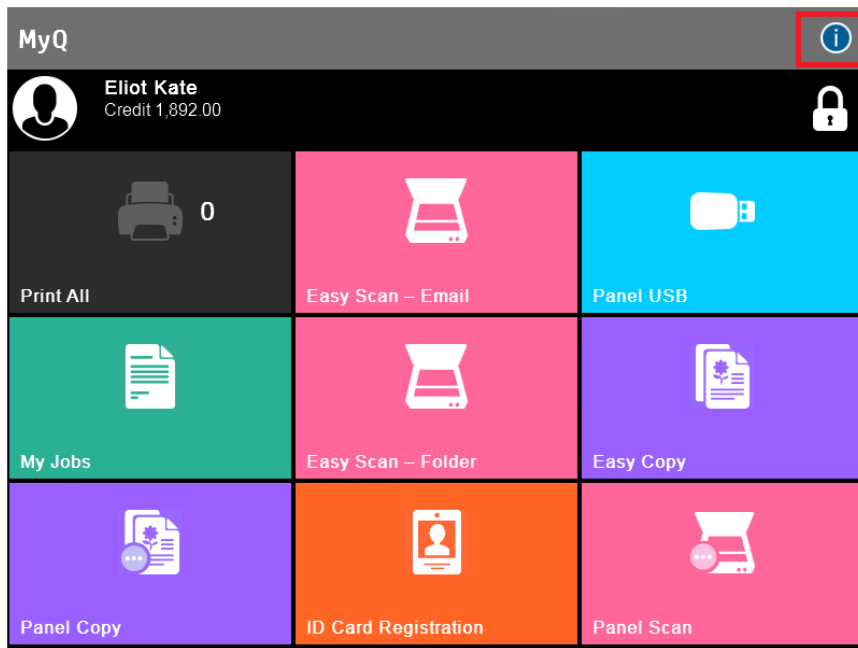 MyQ
i
Eliot Kate
Credit 1,892.00
0
Print All
Easy Scan – Email
Panel USB
My Jobs
Easy Scan – Folder
Easy Copy
Panel Copy
ID Card Registration
Panel Scan